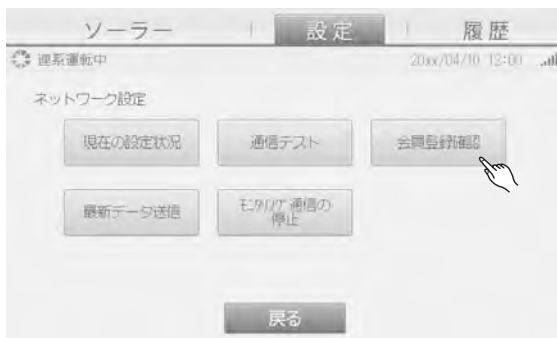 ソーラー 設定 履歴
連系運転中 20xx/04/10 12:00
ネットワーク設定
現在の設定状況 通信テスト 会員登録確認
最新データ送信 ﾓﾆﾀﾘﾝｸﾞ通信の
停止
戻る